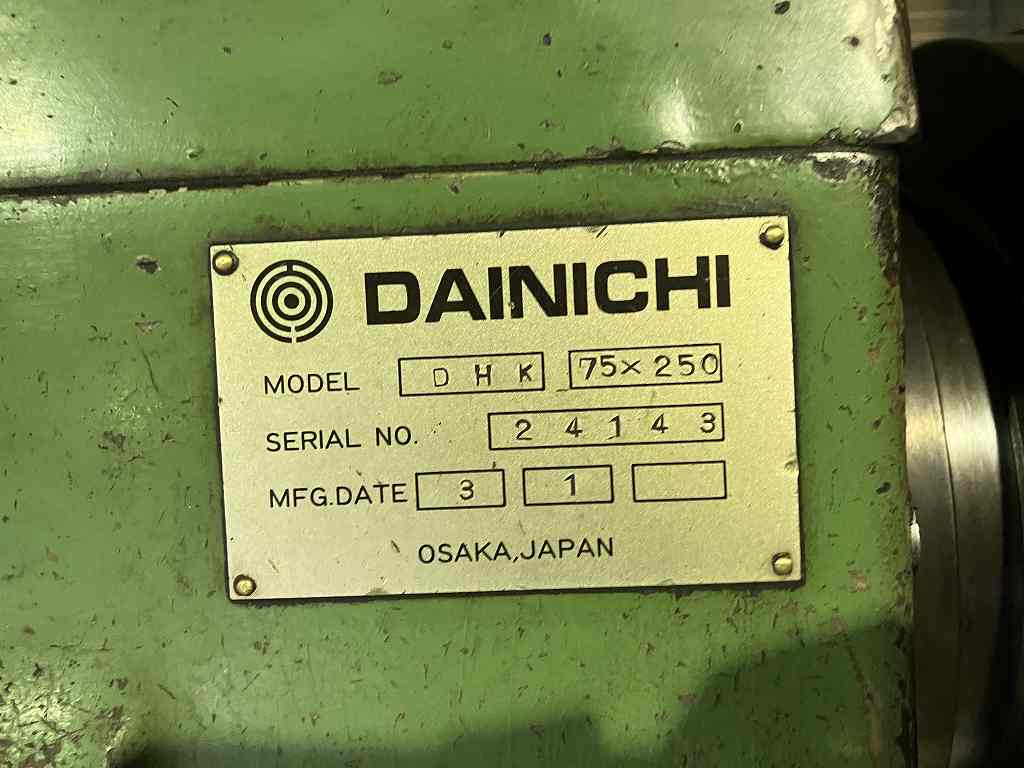 DAINICHI
MODEL DHK 75×250
SERIAL NO. 24143
MFG.DATE 3 1
OSAKA,JAPAN